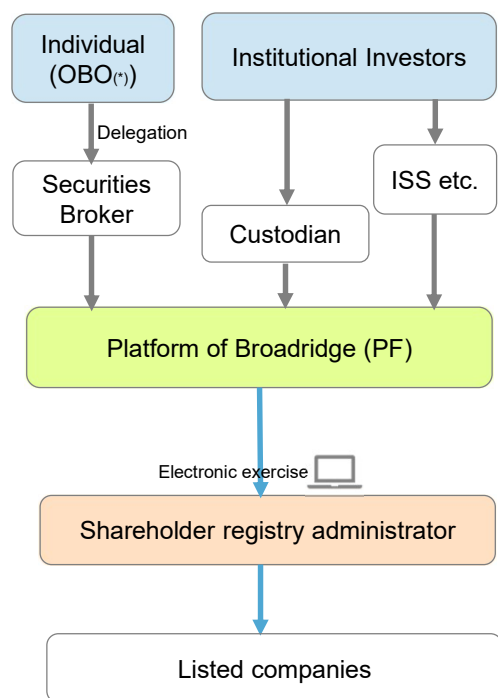 Individual
(OBO(*))
Institutional Investors
Delegation
Securities
Broker
Custodian
ISS etc.
Platform of Broadridge (PF)
Electronic exercise
Shareholder registry administrator
Listed companies